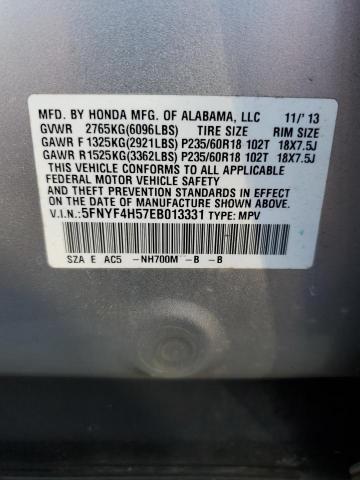 MFD. BY HONDA MFG. OF ALABAMA, LLC 11/'13
GVWR 2765KG(6096LBS) TIRE SIZE RIM SIZE
GAWR F 1325KG(2921LBS) P235/60R18 102T 18X7.5J
GAWR R 1525KG(3362LBS) P235/60R18 102T 18X7.5J
THIS VEHICLE CONFORMS TO ALL APPLICABLE
FEDERAL MOTOR VEHICLE SAFETY, BUMPER,
AND THEFT PREVENTION STANDARDS IN EFFECT
ON THE DATE OF MANUFACTURE SHOWN ABOVE.
V.I.N.: 5FNYF4H57EB013331 TYPE: MPV
SZA E AC5 -NH700M -B -B